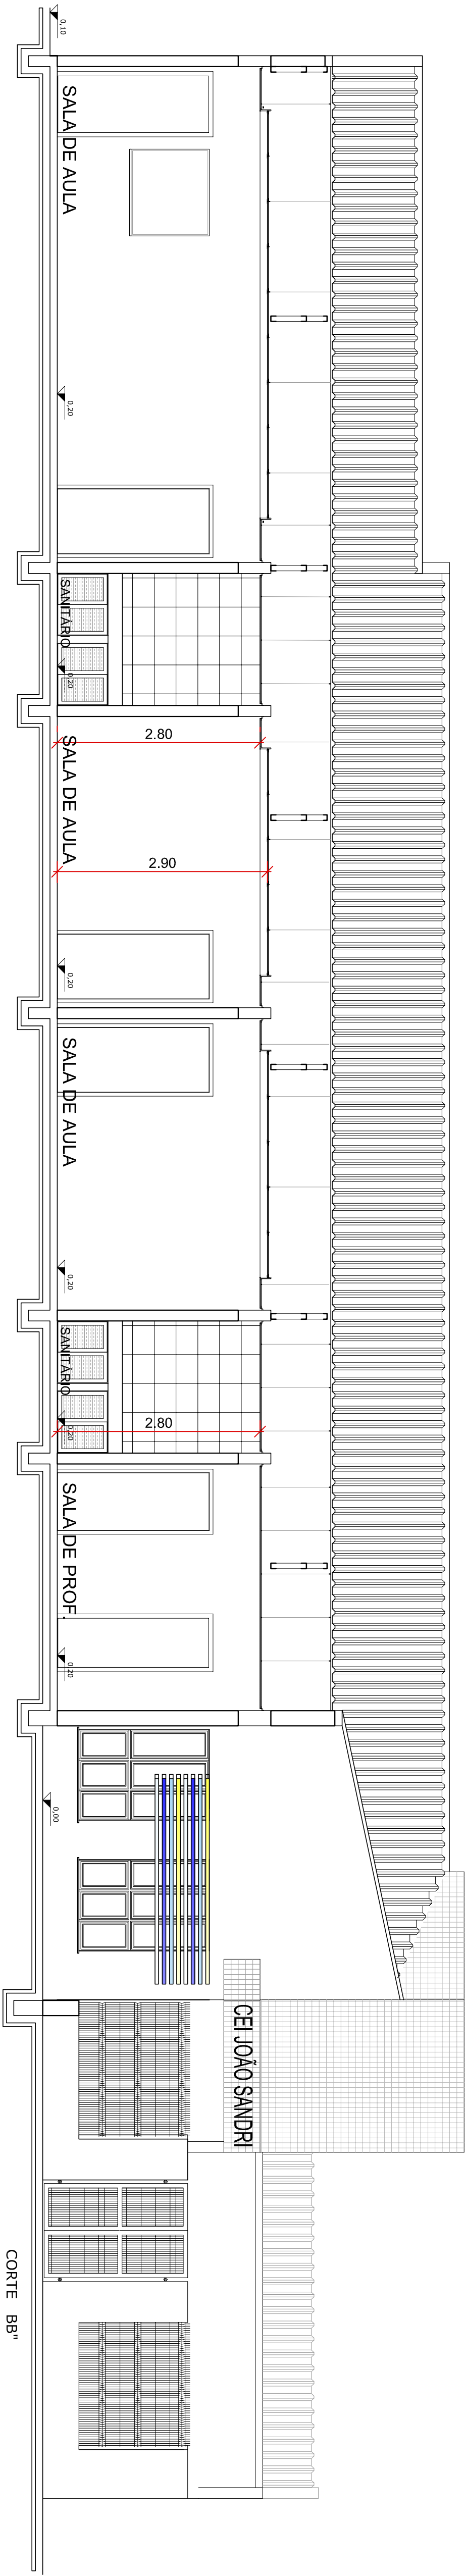 0,10
SALA DE AULA
0,20
SANITÁRIO
0,20
2.80
SALA DE AULA
2.90
0,20
SALA DE AULA
0,20
SANITÁRIO
0,20
2.80
SALA DE PROF.
0,20
0,00
CEI JOÃO SANDRI
CORTE BB"